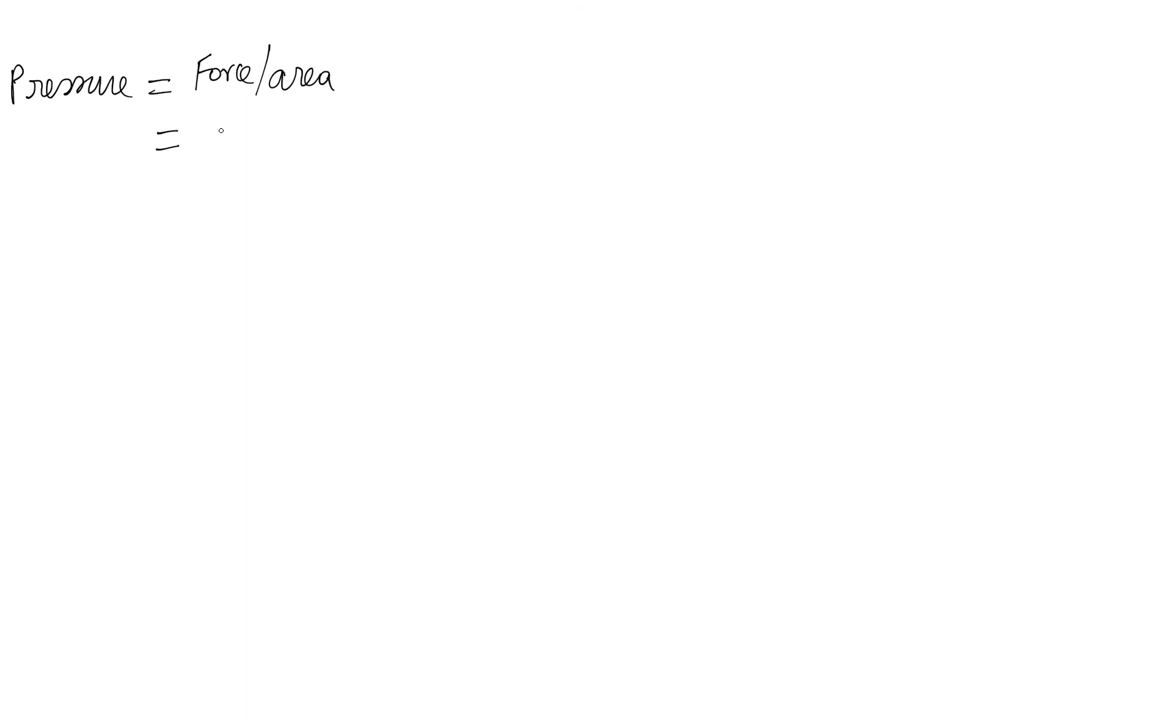 Pressure = Force/area
=